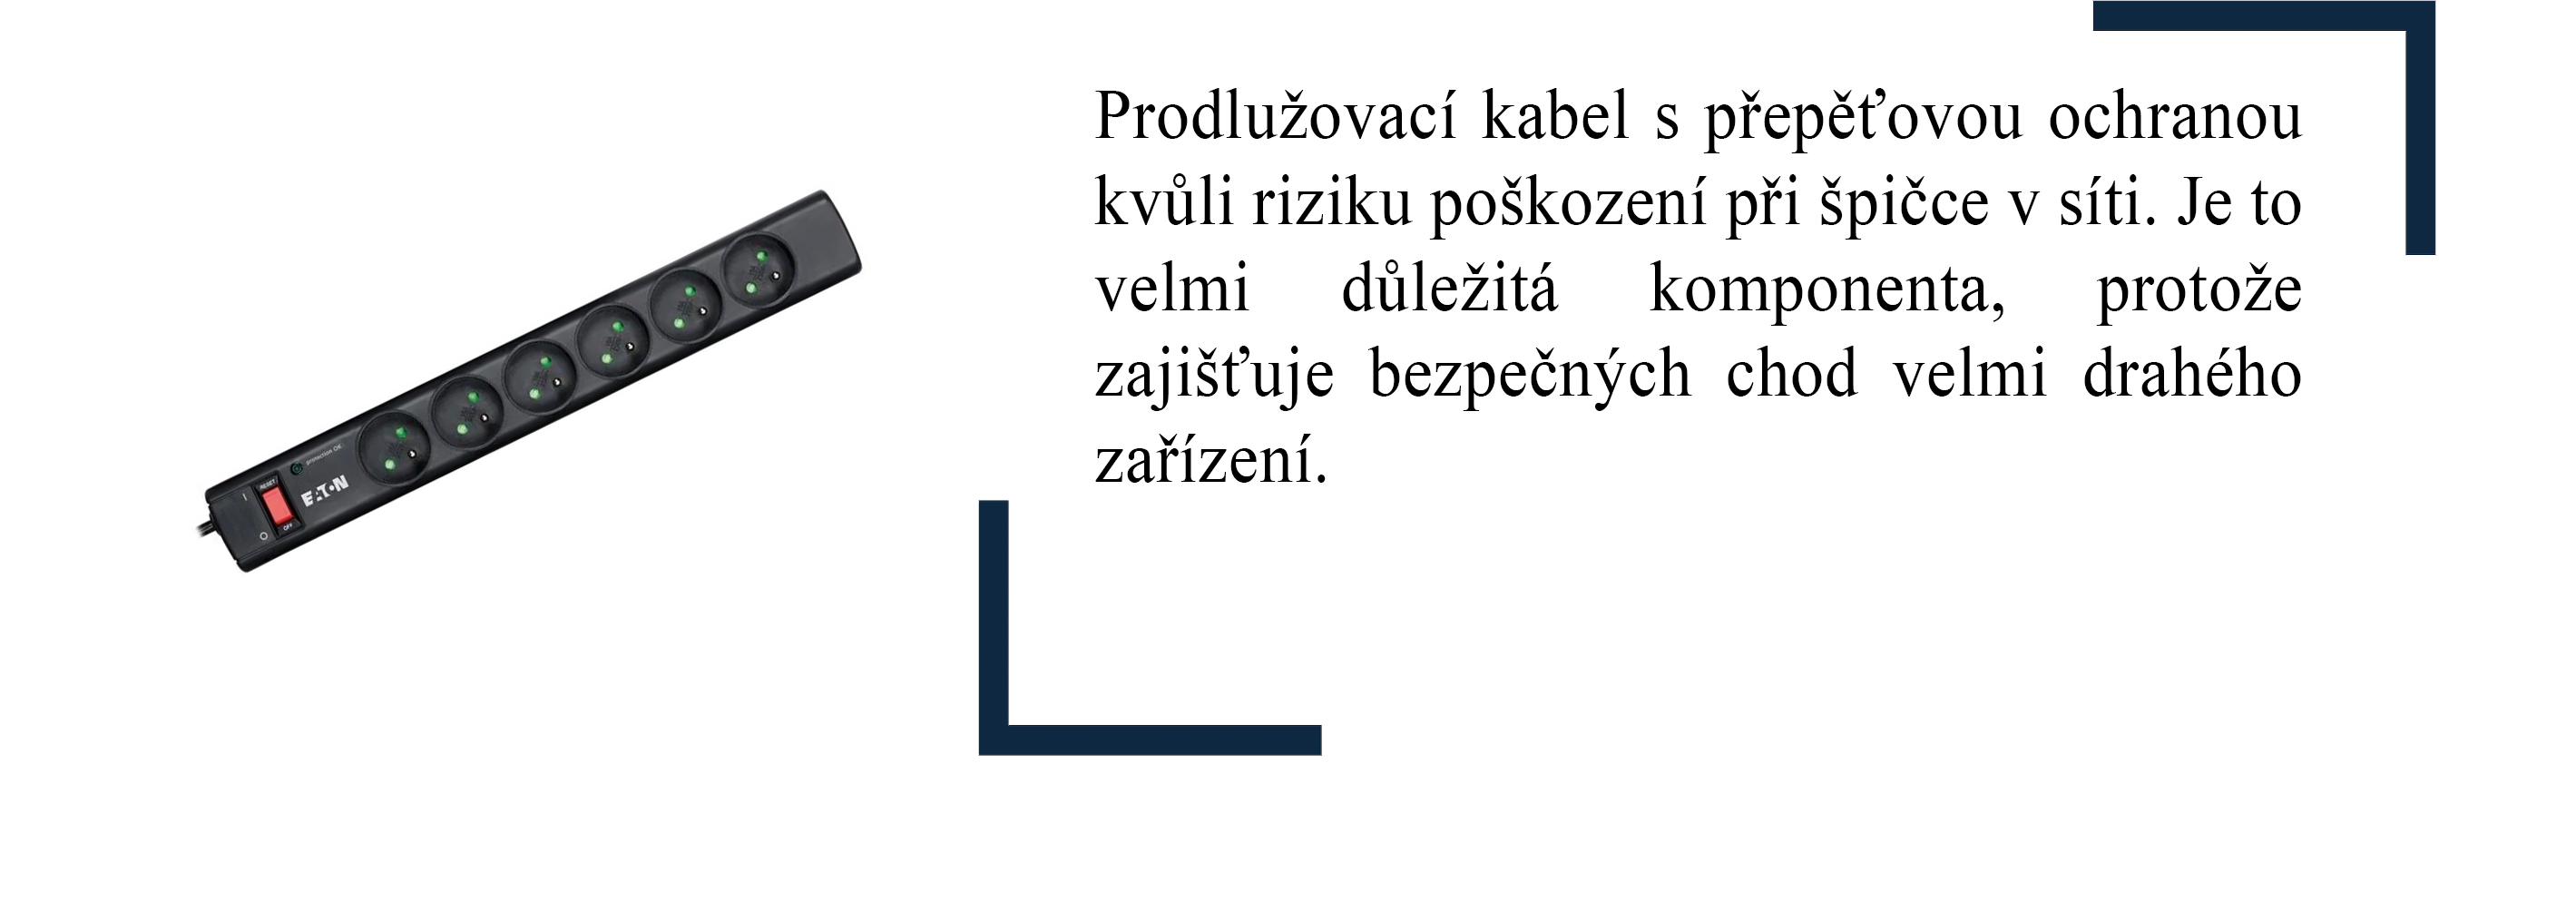 Prodlužovací kabel s přepěťovou ochranou
kvůli riziku poškození při špičce v síti. Je to
velmi důležitá komponenta, protože
zajišťuje bezpečných chod velmi drahého
zařízení.
protection OK
RESET
I
EATON
OFF
O